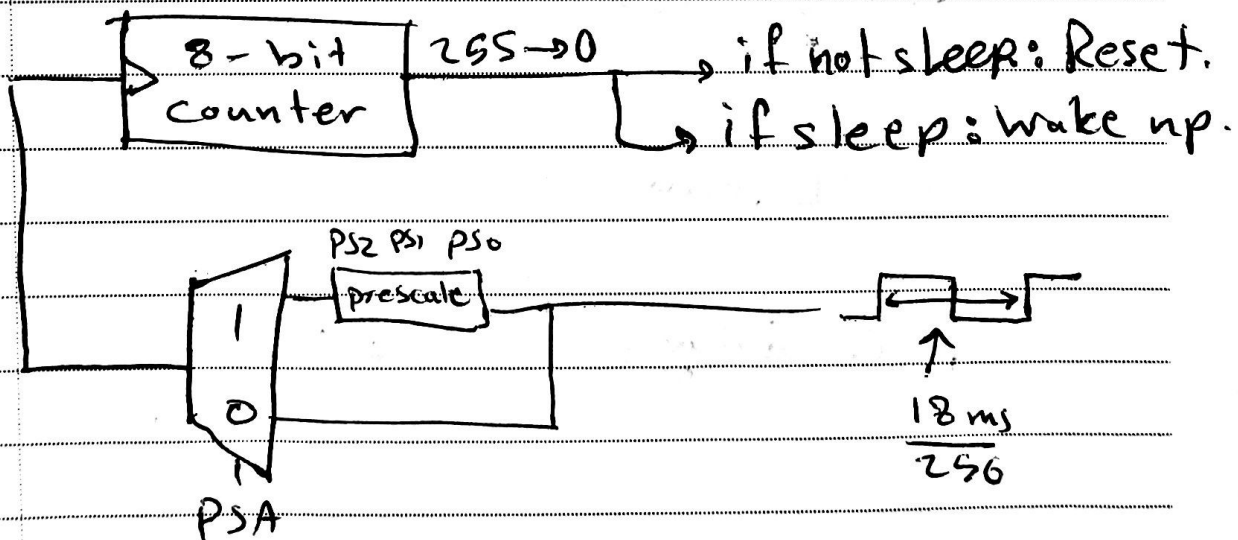 8-bit
counter
255→0
if not sleep: Reset.
if sleep: wake up.
PS2 PS1 PS0
prescale
1
0
PSA
18 ms
256